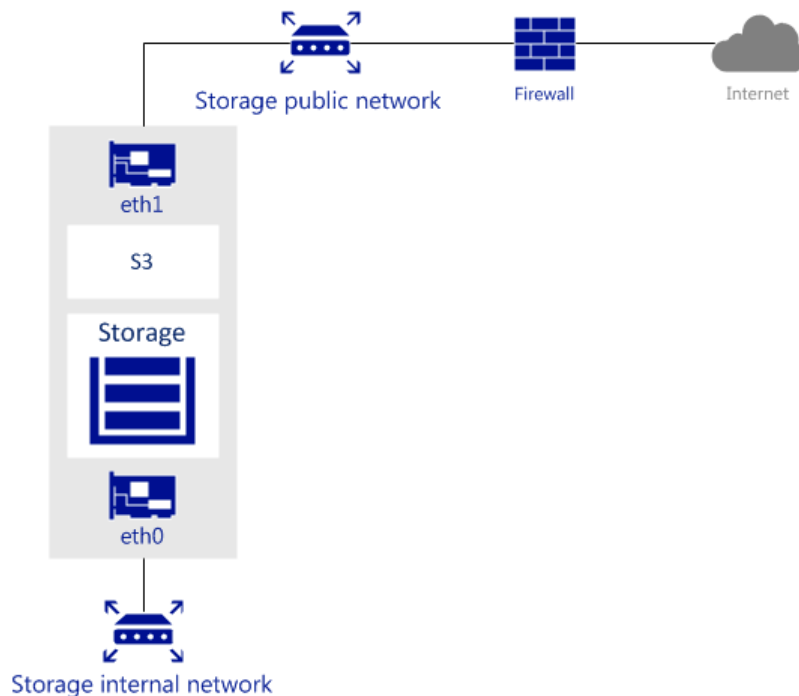 Storage public network
Firewall
Internet
eth1
S3
Storage
eth0
Storage internal network